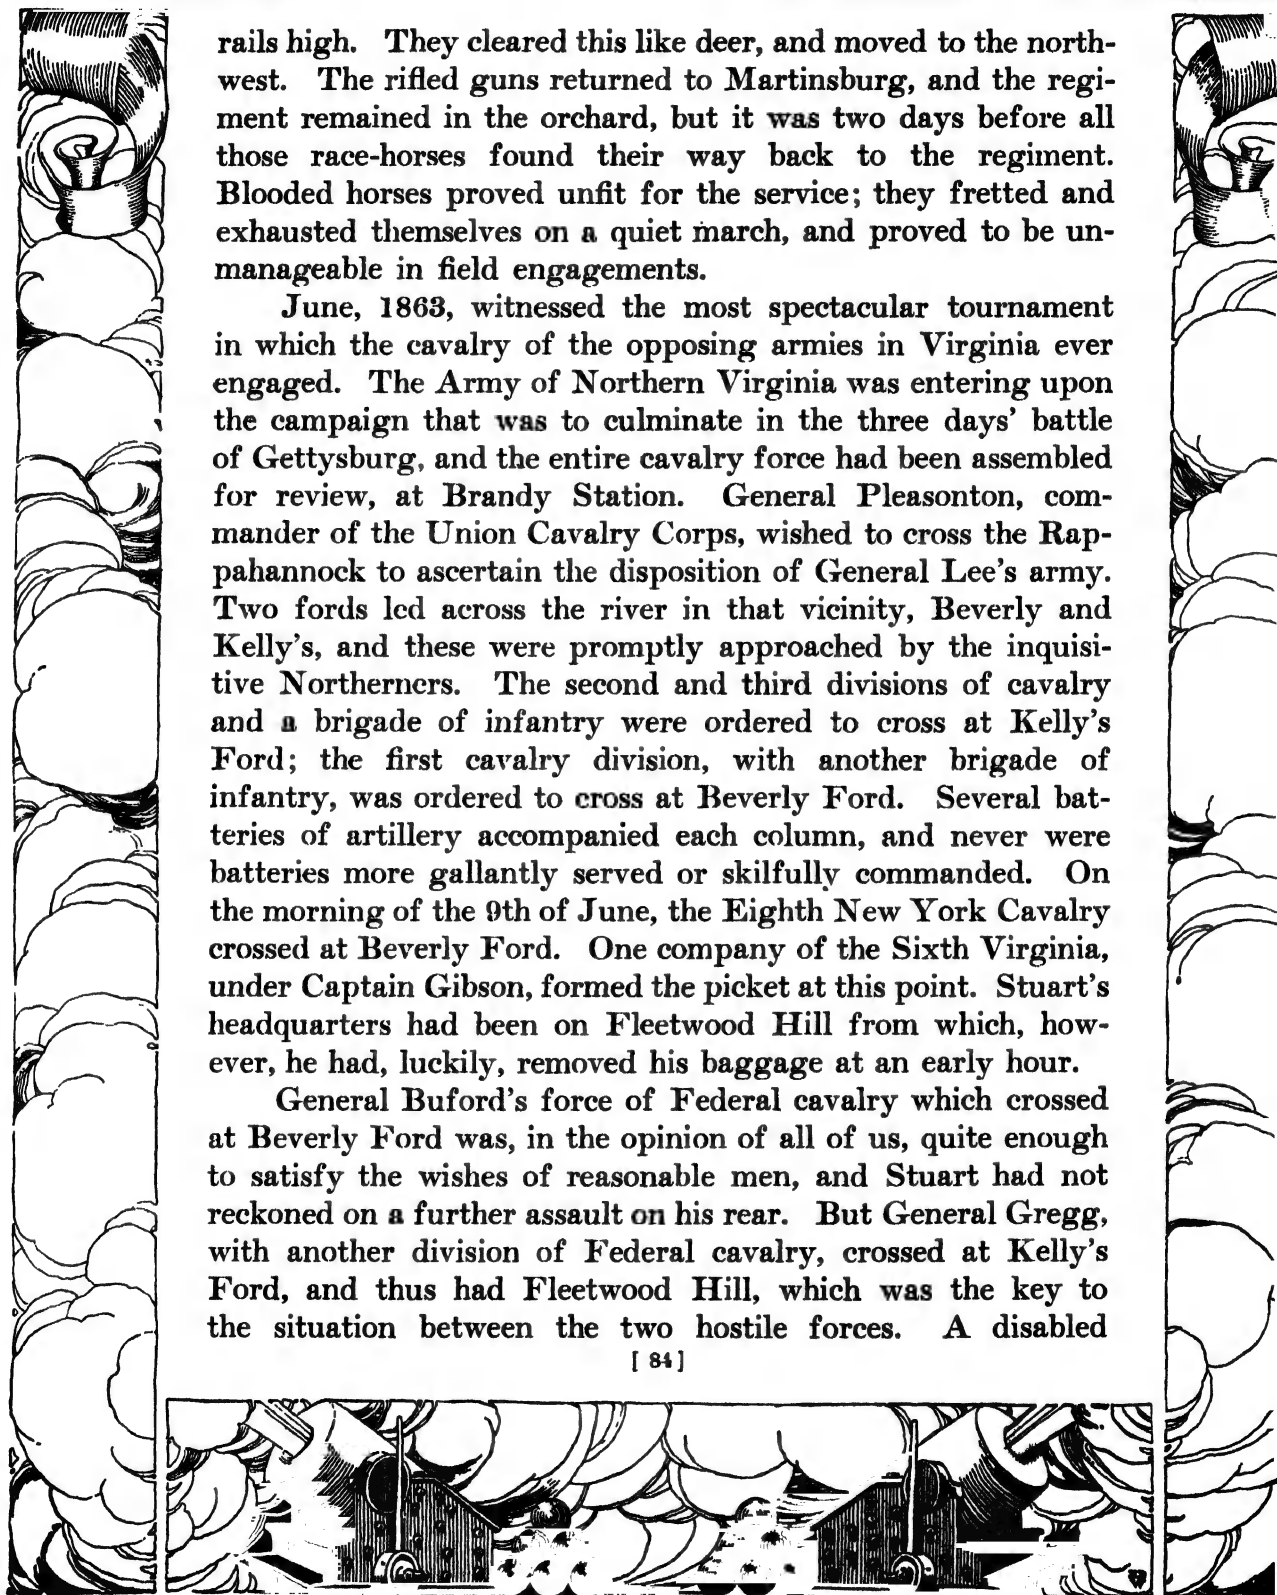 rails high. They cleared this like deer, and moved to the north-
west. The rifled guns returned to Martinsburg, and the regi-
ment remained in the orchard, but it was two days before all
those race-horses found their way back to the regiment.
Blooded horses proved unfit for the service; they fretted and
exhausted themselves on a quiet march, and proved to be un-
manageable in field engagements.
June, 1863, witnessed the most spectacular tournament
in which the cavalry of the opposing armies in Virginia ever
engaged. The Army of Northern Virginia was entering upon
the campaign that was to culminate in the three days' battle
of Gettysburg, and the entire cavalry force had been assembled
for review, at Brandy Station. General Pleasonton, com-
mander of the Union Cavalry Corps, wished to cross the Rap-
pahannock to ascertain the disposition of General Lee's army.
Two fords led across the river in that vicinity, Beverly and
Kelly's, and these were promptly approached by the inquisi-
tive Northerners. The second and third divisions of cavalry
and a brigade of infantry were ordered to cross at Kelly's
Ford; the first cavalry division, with another brigade of
infantry, was ordered to cross at Beverly Ford. Several bat-
teries of artillery accompanied each column, and never were
batteries more gallantly served or skilfully commanded. On
the morning of the 9th of June, the Eighth New York Cavalry
crossed at Beverly Ford. One company of the Sixth Virginia,
under Captain Gibson, formed the picket at this point. Stuart's
headquarters had been on Fleetwood Hill from which, how-
ever, he had, luckily, removed his baggage at an early hour.
General Buford's force of Federal cavalry which crossed
at Beverly Ford was, in the opinion of all of us, quite enough
to satisfy the wishes of reasonable men, and Stuart had not
reckoned on a further assault on his rear. But General Gregg,
with another division of Federal cavalry, crossed at Kelly's
Ford, and thus had Fleetwood Hill, which was the key to
the situation between the two hostile forces. A disabled
[ 84 ]